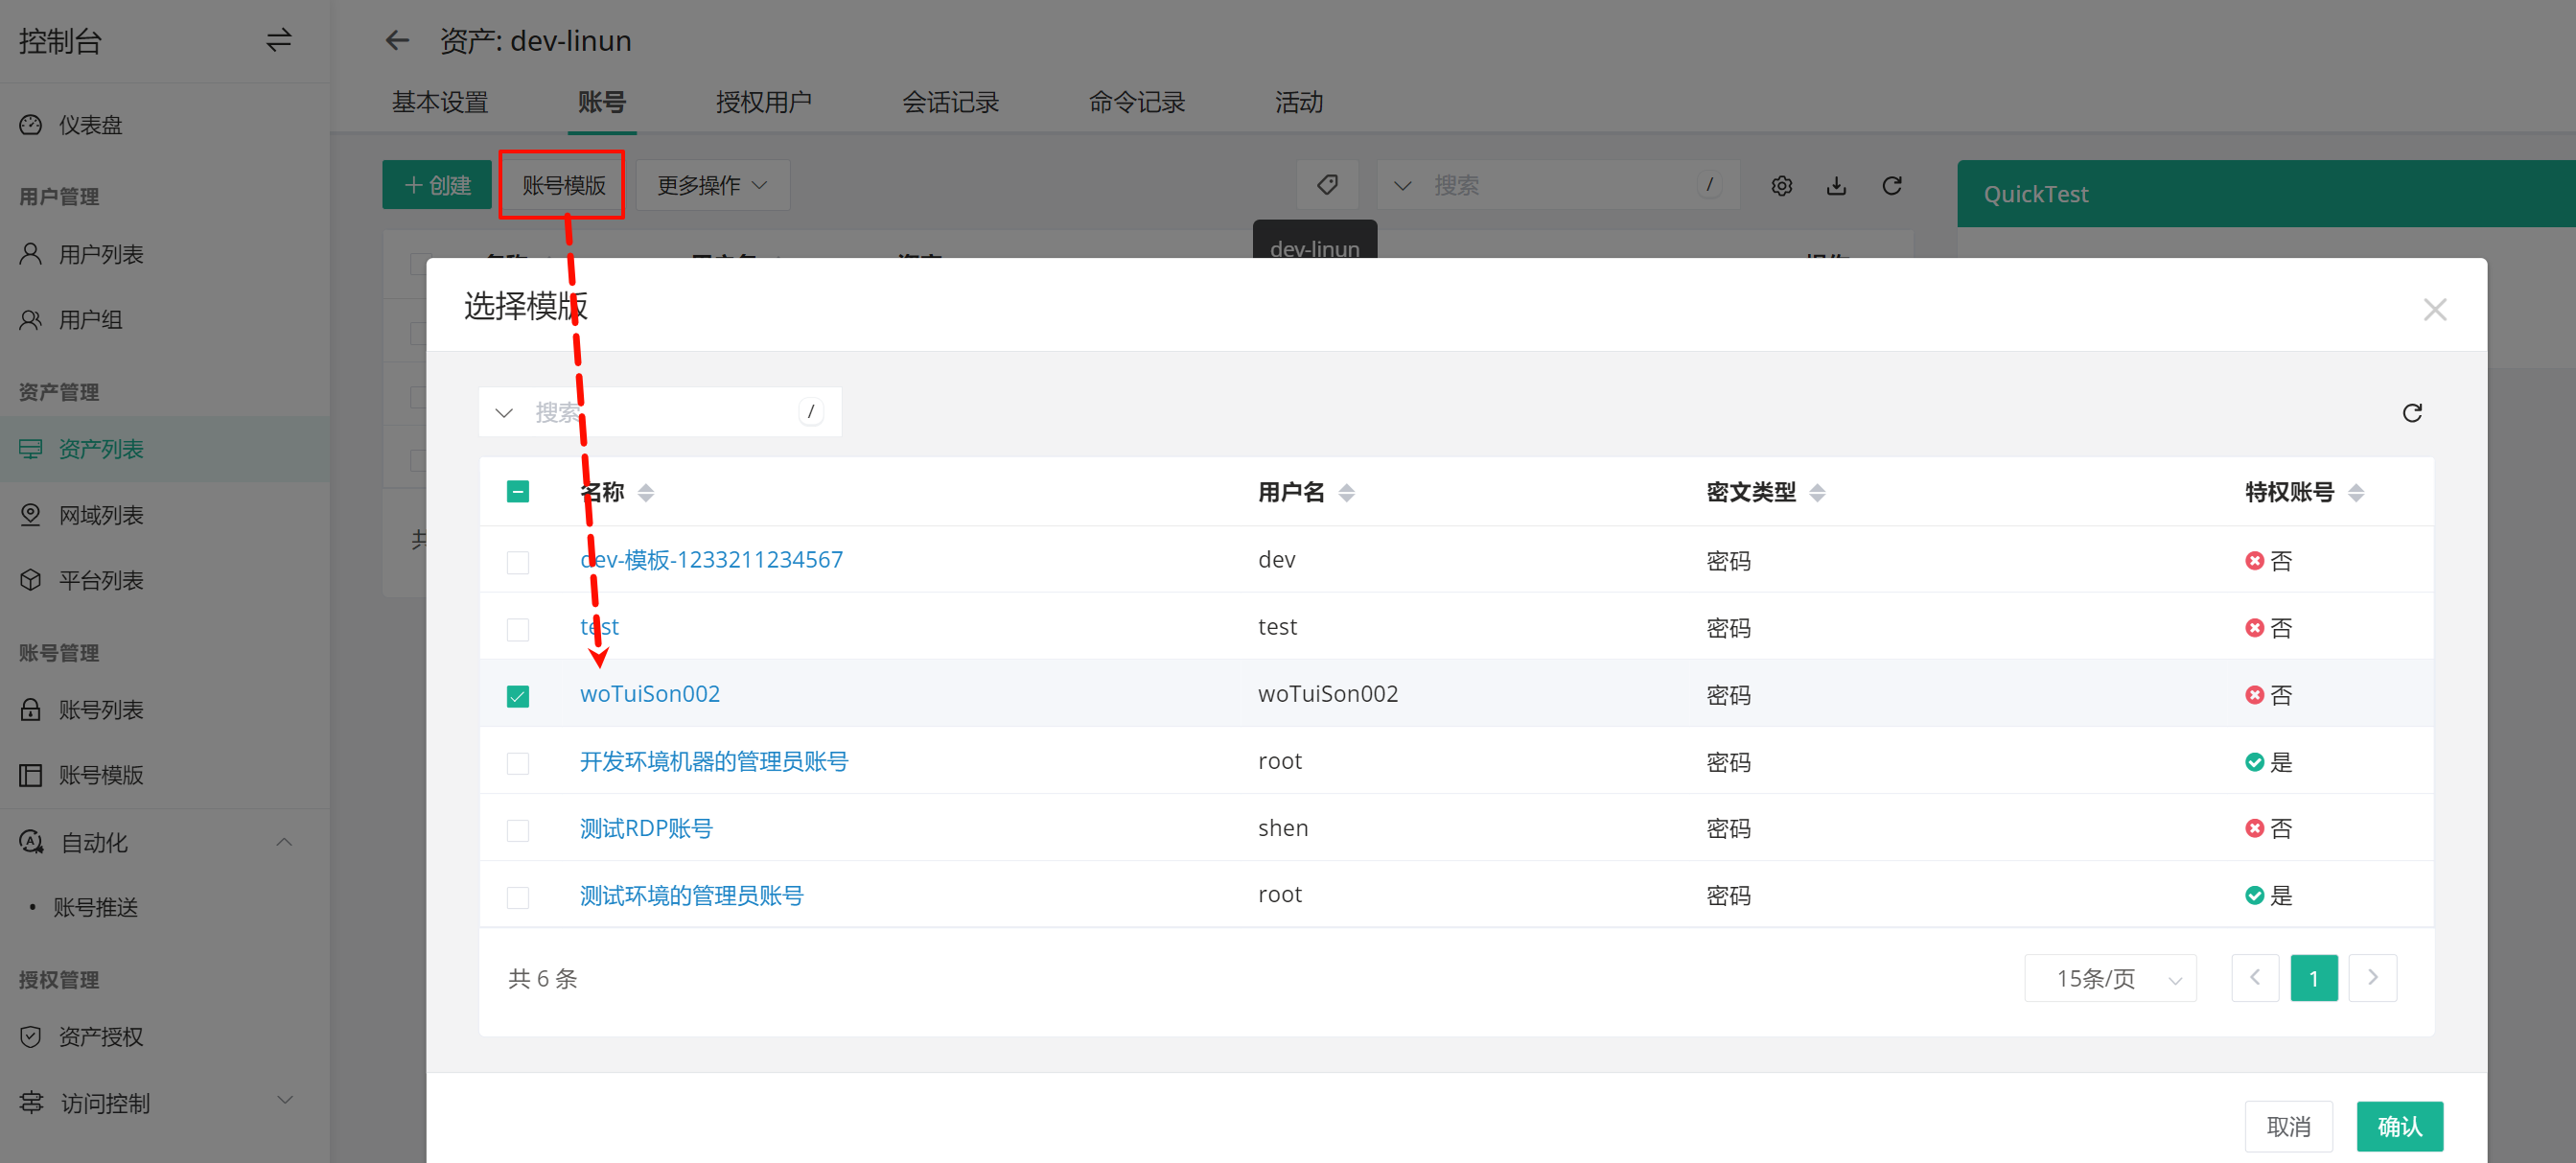 控制台
仪表盘
用户管理
用户列表
用户组
资产管理
资产列表
网域列表
平台列表
账号管理
账号列表
账号模版
自动化
账号推送
授权管理
资产授权
访问控制
资产: dev-linun
基本设置 账号 授权用户 会话记录 命令记录 活动
创建 账号模版 更多操作 搜索 /
QuickTest
dev-linun
选择模版
搜索 /
名称 用户名 密文类型 特权账号
dev-模板-1233211234567 dev 密码 否
test test 密码 否
woTuiSon002 woTuiSon002 密码 否
开发环境机器的管理员账号 root 密码 是
测试RDP账号 shen 密码 否
测试环境的管理员账号 root 密码 是
共 6 条 15条/页 1
取消 确认